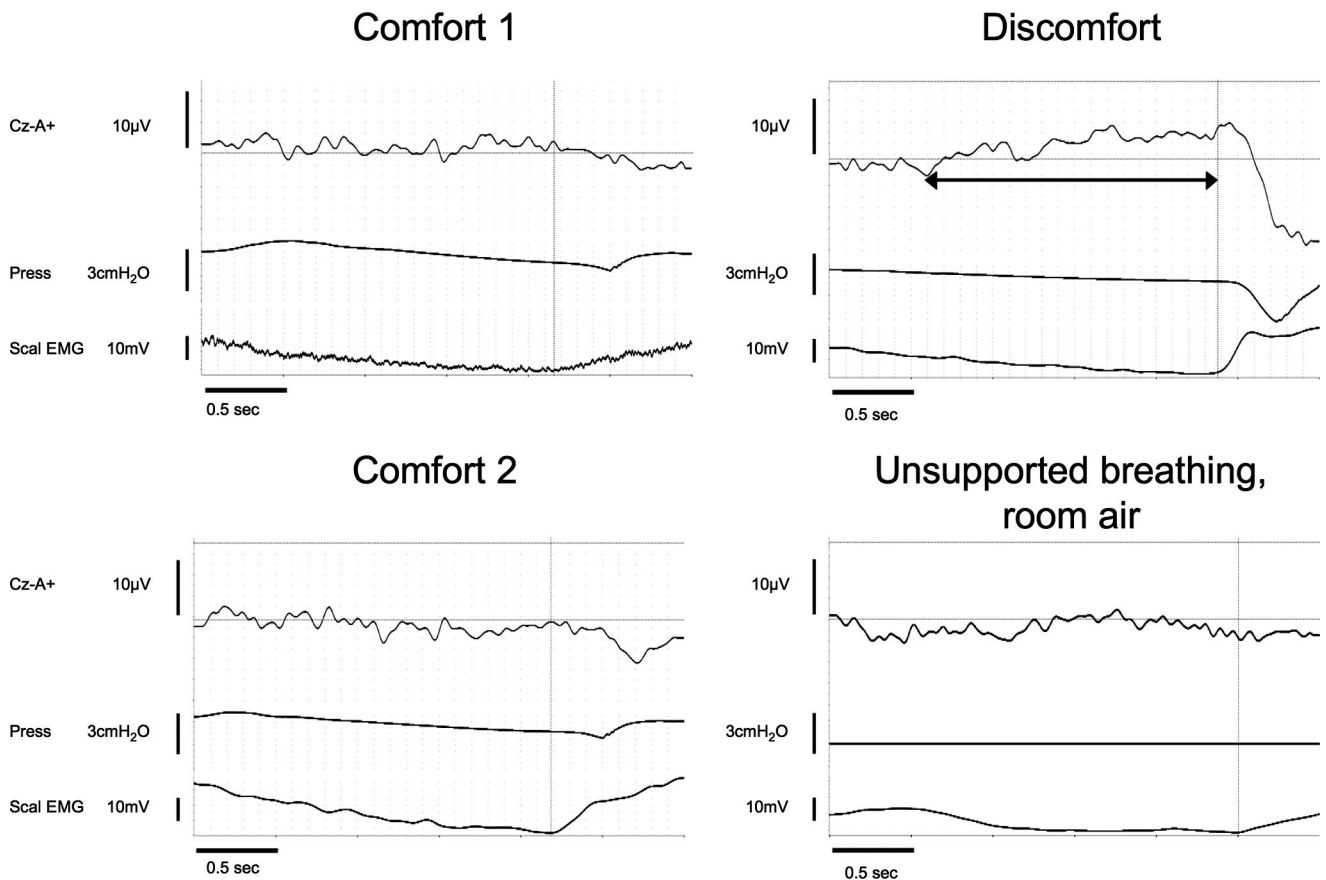 Comfort 1
Discomfort
Cz-A+ 10µV
10µV
Press 3cmH₂O
3cmH₂O
Scal EMG 10mV
10mV
0.5 sec
0.5 sec
Comfort 2
Unsupported breathing,
room air
Cz-A+ 10µV
10µV
Press 3cmH₂O
3cmH₂O
Scal EMG 10mV
10mV
0.5 sec
0.5 sec